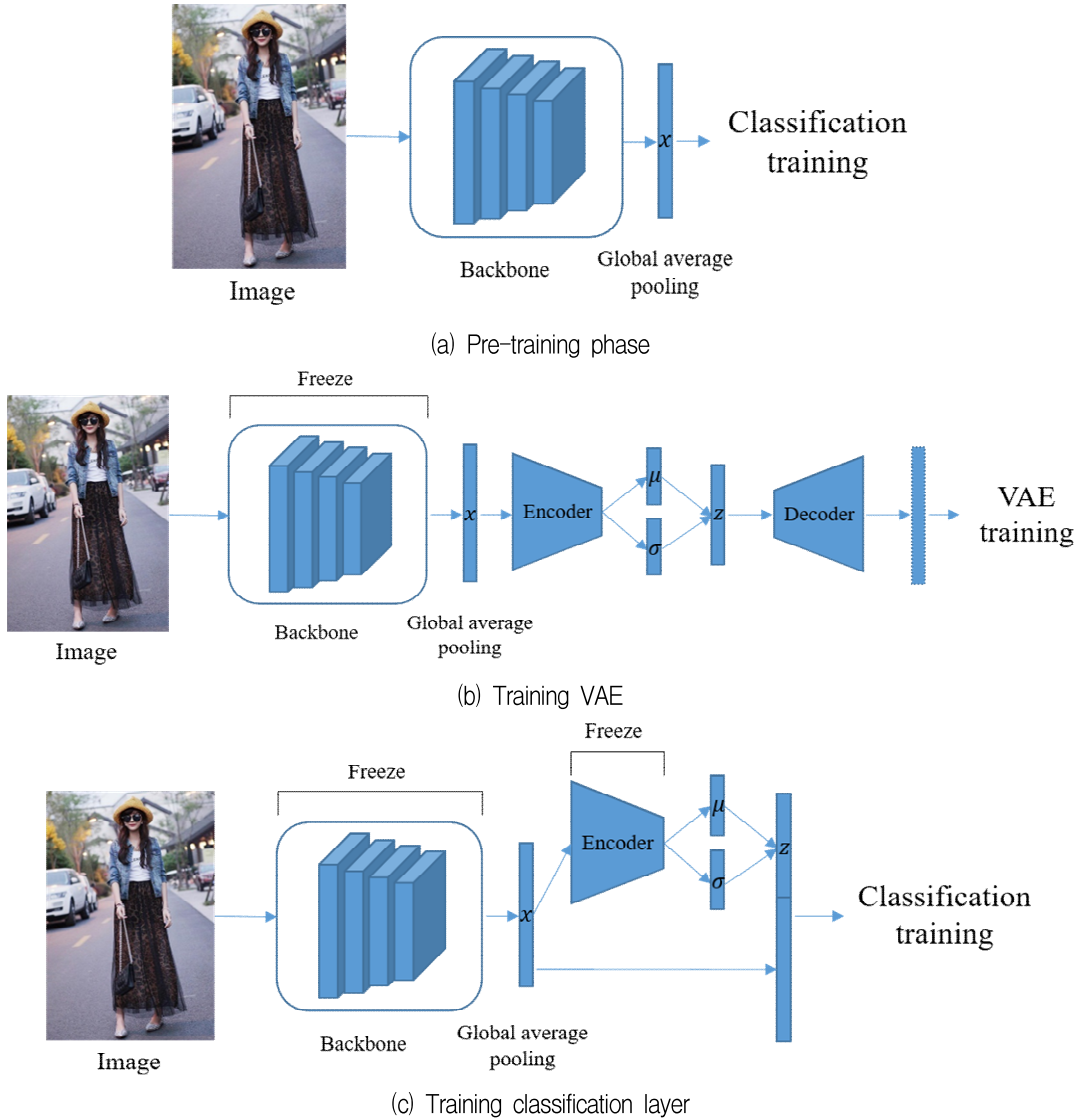 x
Classification
training
Backbone
Global average
pooling
Image
(a) Pre-training phase
Freeze
x
Encoder
μ
σ
z
Decoder
VAE
training
Backbone
Global average
pooling
Image
(b) Training VAE
Freeze
Freeze
x
Encoder
μ
σ
z
Classification
training
Backbone
Global average
pooling
Image
(c) Training classification layer